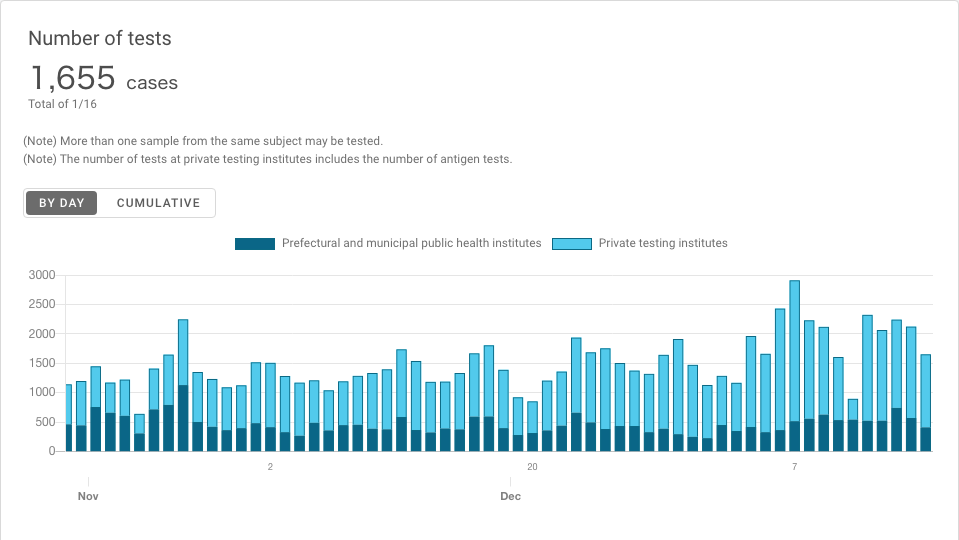 Number of tests
1,655 cases
Total of 1/16
(Note) More than one sample from the same subject may be tested.
(Note) The number of tests at private testing institutes includes the number of antigen tests.
BY DAY CUMULATIVE
Prefectural and municipal public health institutes Private testing institutes
3000
2500
2000
1500
1000
500
0
2 20 7
Nov Dec